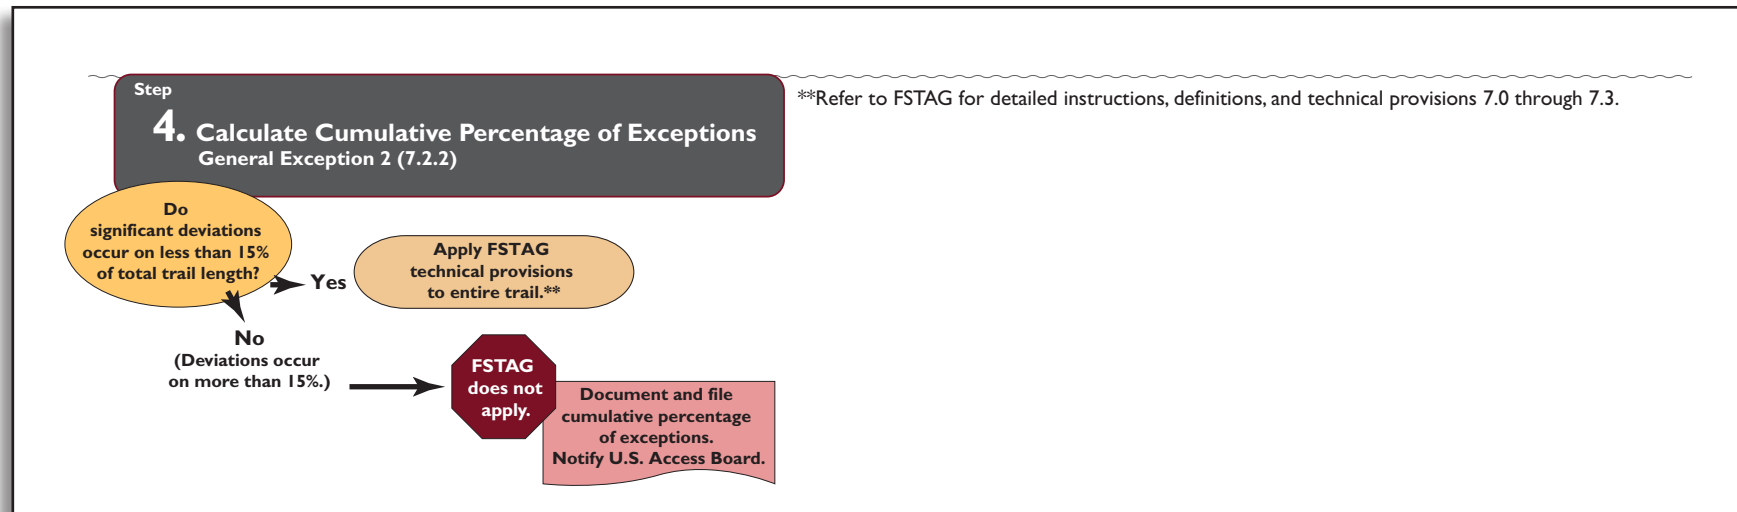 Step
4. Calculate Cumulative Percentage of Exceptions
General Exception 2 (7.2.2)
**Refer to FSTAG for detailed instructions, definitions, and technical provisions 7.0 through 7.3.
Do
significant deviations
occur on less than 15%
of total trail length?
Yes
Apply FSTAG
technical provisions
to entire trail.**
No
(Deviations occur
on more than 15%.)
FSTAG
does not
apply.
Document and file
cumulative percentage
of exceptions.
Notify U.S. Access Board.